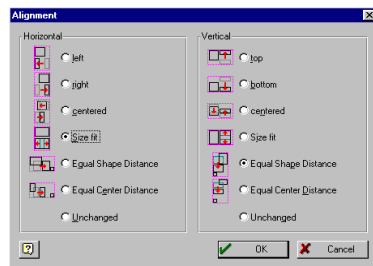 Alignment
Horizontal
left
right
centered
Size fit
Equal Shape Distance
Equal Center Distance
Unchanged
Vertical
top
bottom
centered
Size fit
Equal Shape Distance
Equal Center Distance
Unchanged
?
OK
Cancel